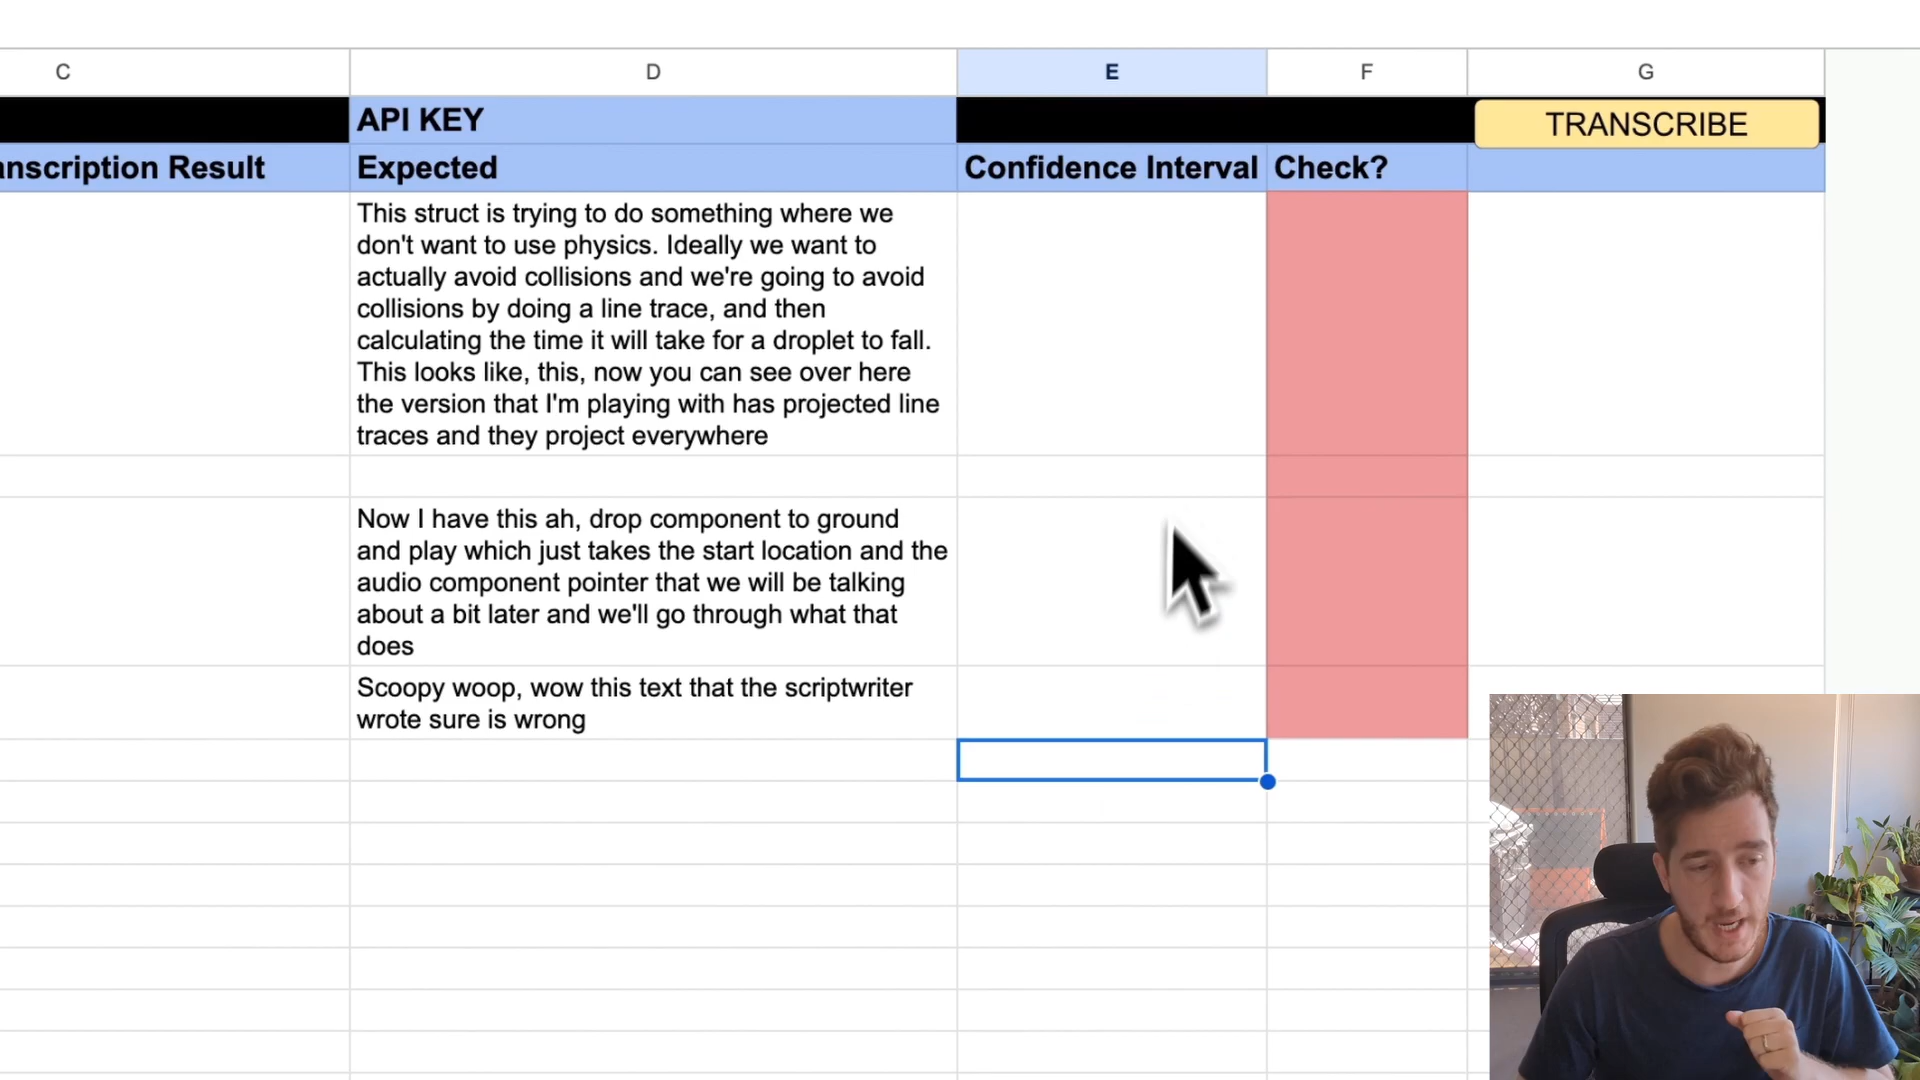 C D E F G
API KEY TRANSCRIBE
anscription Result Expected Confidence Interval Check?
This struct is trying to do something where we
don't want to use physics. Ideally we want to
actually avoid collisions and we're going to avoid
collisions by doing a line trace, and then
calculating the time it will take for a droplet to fall.
This looks like, this, now you can see over here
the version that I'm playing with has projected line
traces and they project everywhere
Now I have this ah, drop component to ground
and play which just takes the start location and the
audio component pointer that we will be talking
about a bit later and we'll go through what that
does
Scoopy woop, wow this text that the scriptwriter
wrote sure is wrong